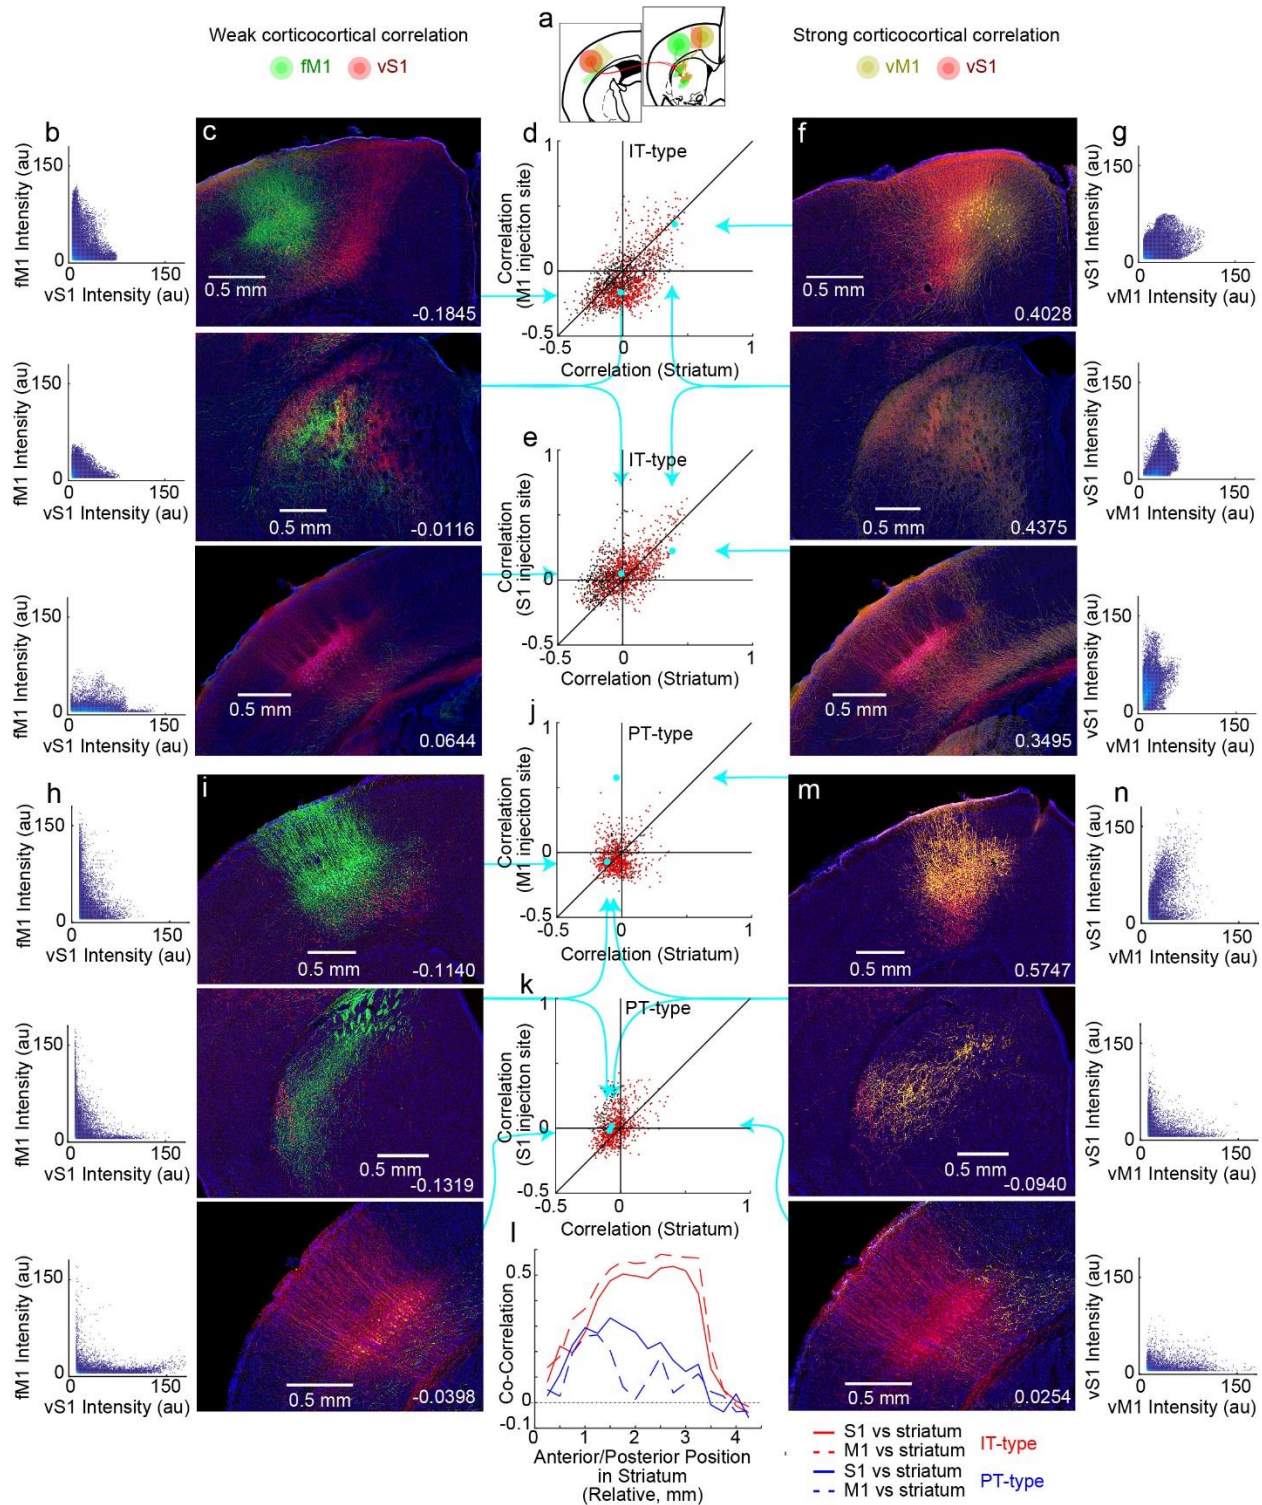 a
Weak corticocortical correlation
fM1 vS1
Strong corticocortical correlation
vM1 vS1
b
fM1 Intensity (au)
150
0
0 150
vS1 Intensity (au)
c
0.5 mm
-0.1845
d
IT-type
Correlation
(M1 injection site)
1
0
-0.5
-0.5 0 1
Correlation (Striatum)
f
0.5 mm
0.4028
g
vS1 Intensity (au)
150
0
0 150
vM1 Intensity (au)
fM1 Intensity (au)
150
0
0 150
vS1 Intensity (au)
0.5 mm
-0.0116
e
IT-type
Correlation
(S1 injeciton site)
1
0
-0.5
-0.5 0 1
Correlation (Striatum)
0.5 mm
0.4375
vS1 Intensity (au)
150
0
0 150
vM1 Intensity (au)
fM1 Intensity (au)
150
0
0 150
vS1 Intensity (au)
0.5 mm
0.0644
0.5 mm
0.3495
vS1 Intensity (au)
150
0
0 150
vM1 Intensity (au)
h
fM1 Intensity (au)
150
0
0 150
vS1 Intensity (au)
i
0.5 mm
-0.1140
j
PT-type
Correlation
(M1 injeciton site)
1
0
-0.5
-0.5 0 1
Correlation (Striatum)
m
0.5 mm
0.5747
n
vS1 Intensity (au)
150
0
0 150
vM1 Intensity (au)
fM1 Intensity (au)
150
0
0 150
vS1 Intensity (au)
0.5 mm
-0.1319
k
PT-type
Correlation
(S1 injeciton site)
1
0
-0.5
-0.5 0 1
Correlation (Striatum)
0.5 mm
-0.0940
vS1 Intensity (au)
150
0
0 150
vM1 Intensity (au)
fM1 Intensity (au)
150
0
0 150
vS1 Intensity (au)
0.5 mm
-0.0398
l
Co-Correlation
0.5
0
-0.1
0 1 2 3 4
Anterior/Posterior Position
in Striatum
(Relative, mm)
0.5 mm
0.0254
vS1 Intensity (au)
150
0
0 150
vM1 Intensity (au)
S1 vs striatum
M1 vs striatum
IT-type
S1 vs striatum
M1 vs striatum
PT-type